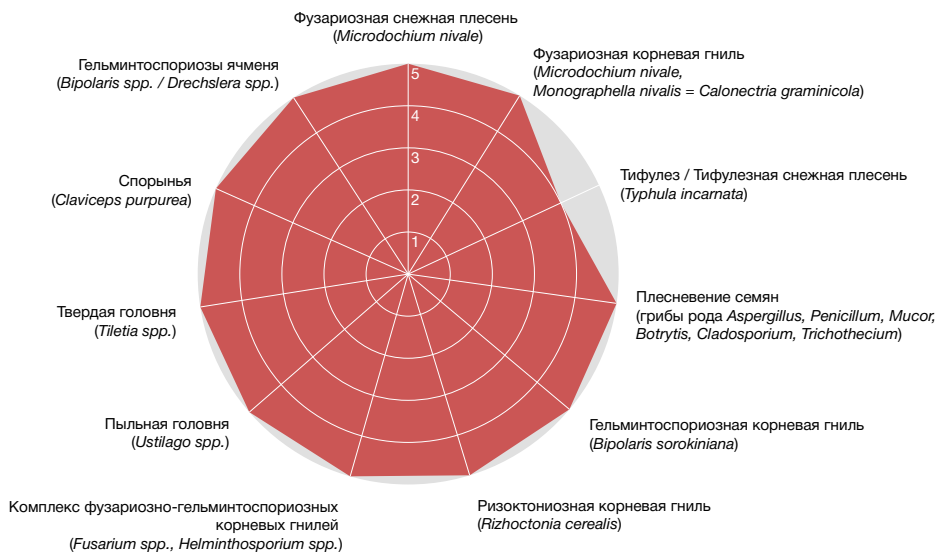 Фузариозная снежная плесень
(Microdochium nivale)
Фузариозная корневая гниль
(Microdochium nivale,
Monographella nivalis = Calonectria graminicola)
Тифулез / Тифулезная снежная плесень
(Typhula incarnata)
Плесневение семян
(грибы рода Aspergillus, Penicillum, Mucor,
Botrytis, Cladosporium, Trichothecium)
Гельминтоспориозная корневая гниль
(Bipolaris sorokiniana)
Ризоктониозная корневая гниль
(Rizhoctonia cerealis)
Комплекс фузариозно-гельминтоспориозных
корневых гнилей
(Fusarium spp., Helminthosporium spp.)
Пыльная головня
(Ustilago spp.)
Твердая головня
(Tiletia spp.)
Спорынья
(Claviceps purpurea)
Гельминтоспориозы ячменя
(Bipolaris spp. / Drechslera spp.)
5
4
3
2
1